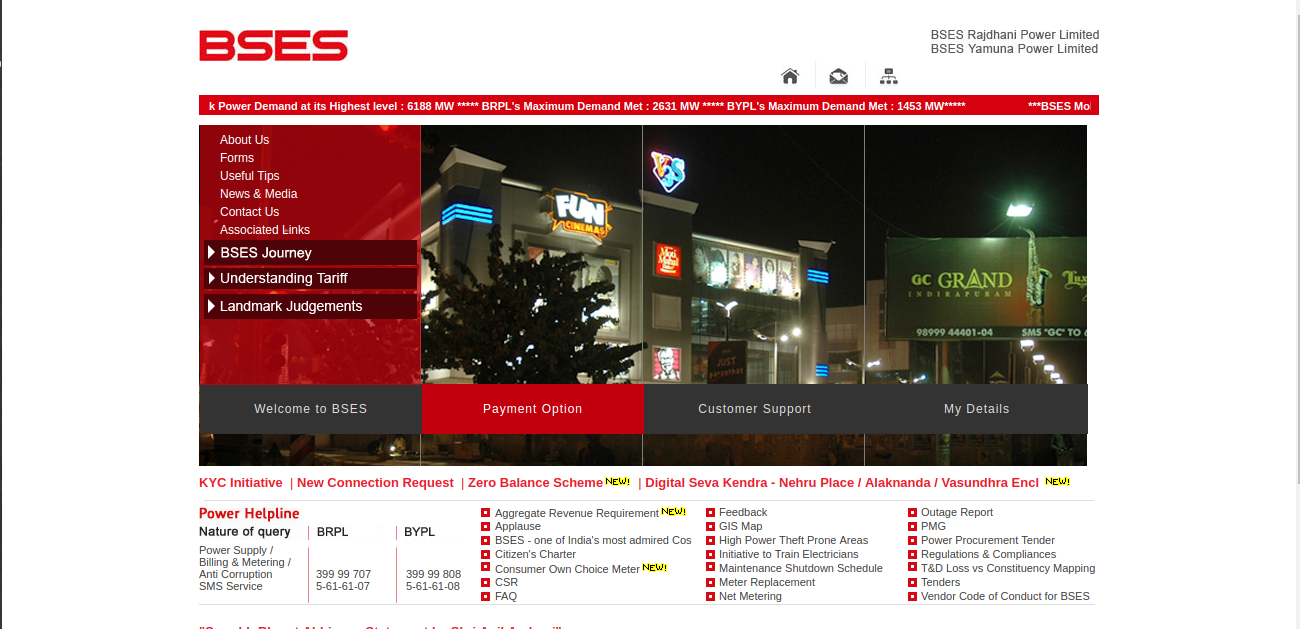 BSES
BSES Rajdhani Power Limited
BSES Yamuna Power Limited
k Power Demand at its Highest level : 6188 MW ***** BRPL's Maximum Demand Met : 2631 MW ***** BYPL's Maximum Demand Met : 1453 MW***** ***BSES Mo
About Us
Forms
Useful Tips
News & Media
Contact Us
Associated Links
BSES Journey
Understanding Tariff
Landmark Judgements
FUN
CINEMAS
VOS
Moti
Mahal
GC GRAND
INDIRAPURAM
98999 44401-04 SMS "GC" TO
JUST
KFC
Welcome to BSES
Payment Option
Customer Support
My Details
KYC Initiative | New Connection Request | Zero Balance Scheme NEW! | Digital Seva Kendra - Nehru Place / Alaknanda / Vasundhra Encl NEW!
Power Helpline
Nature of query BRPL BYPL
Power Supply /
Billing & Metering /
Anti Corruption 399 99 707 399 99 808
SMS Service 5-61-61-07 5-61-61-08
Aggregate Revenue Requirement NEW!
Applause
BSES - one of India's most admired Cos
Citizen's Charter
Consumer Own Choice Meter NEW!
CSR
FAQ
Feedback
GIS Map
High Power Theft Prone Areas
Initiative to Train Electricians
Maintenance Shutdown Schedule
Meter Replacement
Net Metering
Outage Report
PMG
Power Procurement Tender
Regulations & Compliances
T&D Loss vs Constituency Mapping
Tenders
Vendor Code of Conduct for BSES